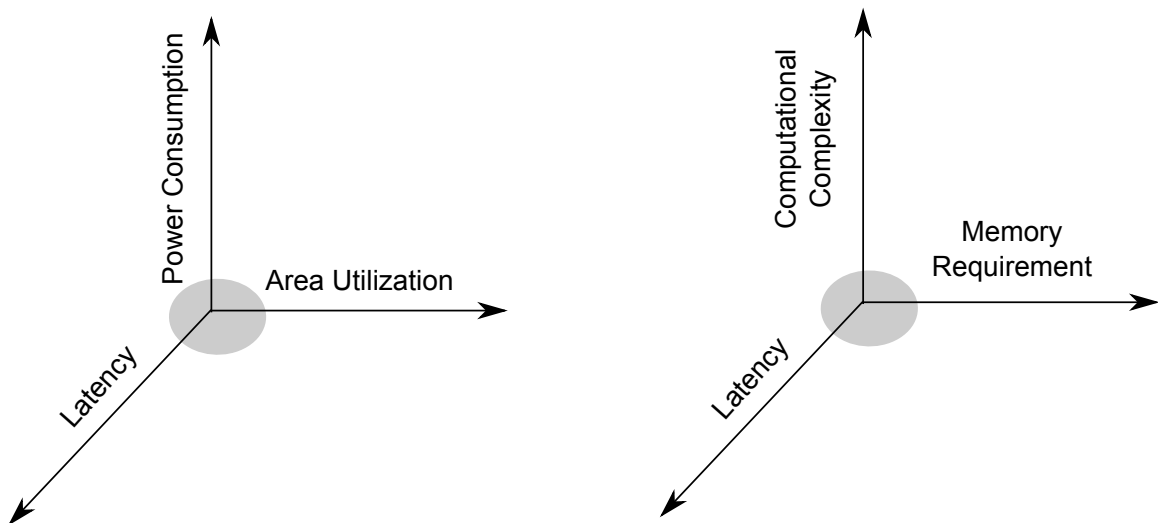 Power Consumption
Area Utilization
Latency
Computational
Complexity
Memory
Requirement
Latency